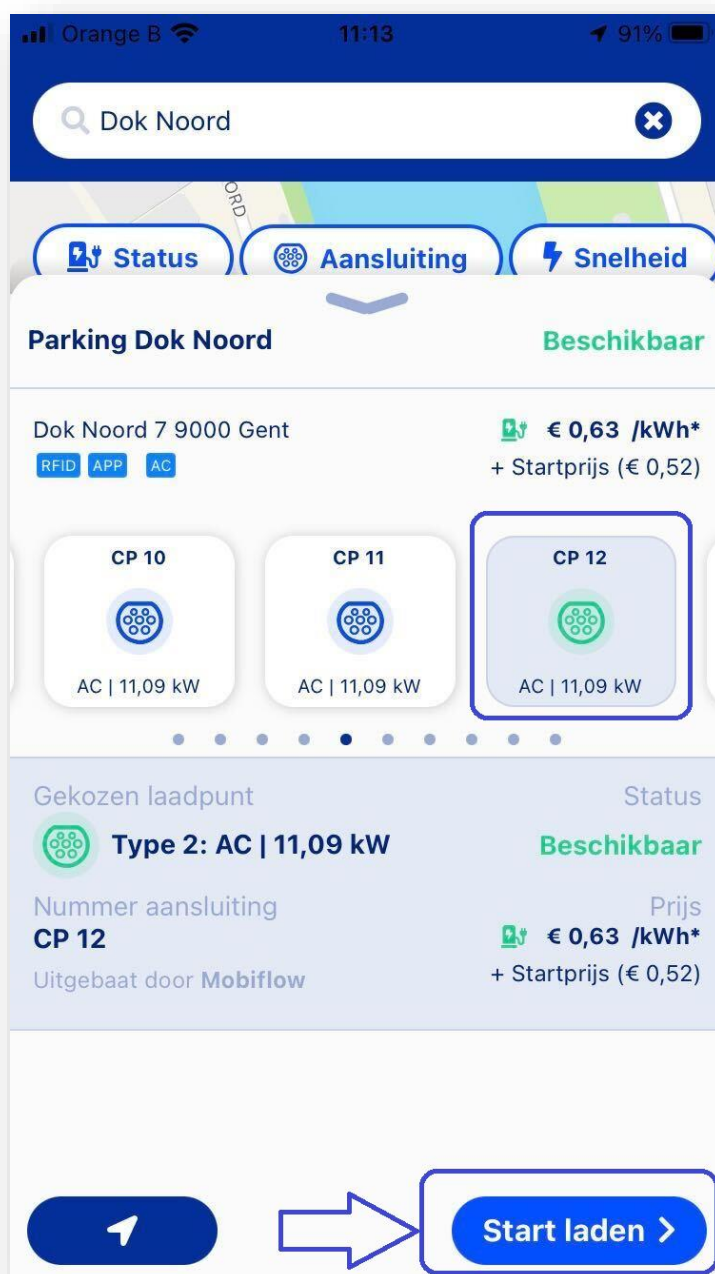 Orange B 11:13 91%
Dok Noord
ORD
Status Aansluiting Snelheid
Parking Dok Noord Beschikbaar
Dok Noord 7 9000 Gent € 0,63 /kWh*
RFID APP AC + Startprijs (€ 0,52)
CP 10 CP 11 CP 12
AC | 11,09 kW AC | 11,09 kW AC | 11,09 kW
Gekozen laadpunt Status
Type 2: AC | 11,09 kW Beschikbaar
Nummer aansluiting Prijs
CP 12 € 0,63 /kWh*
Uitgebaat door Mobiflow + Startprijs (€ 0,52)
Start laden